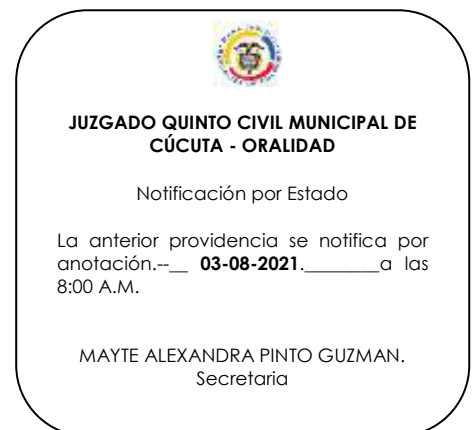 JUZGADO QUINTO CIVIL MUNICIPAL DE
CÚCUTA - ORALIDAD
Notificación por Estado
La anterior providencia se notifica por
anotación.--__ 03-08-2021.________a las
8:00 A.M.
MAYTE ALEXANDRA PINTO GUZMAN.
Secretaria